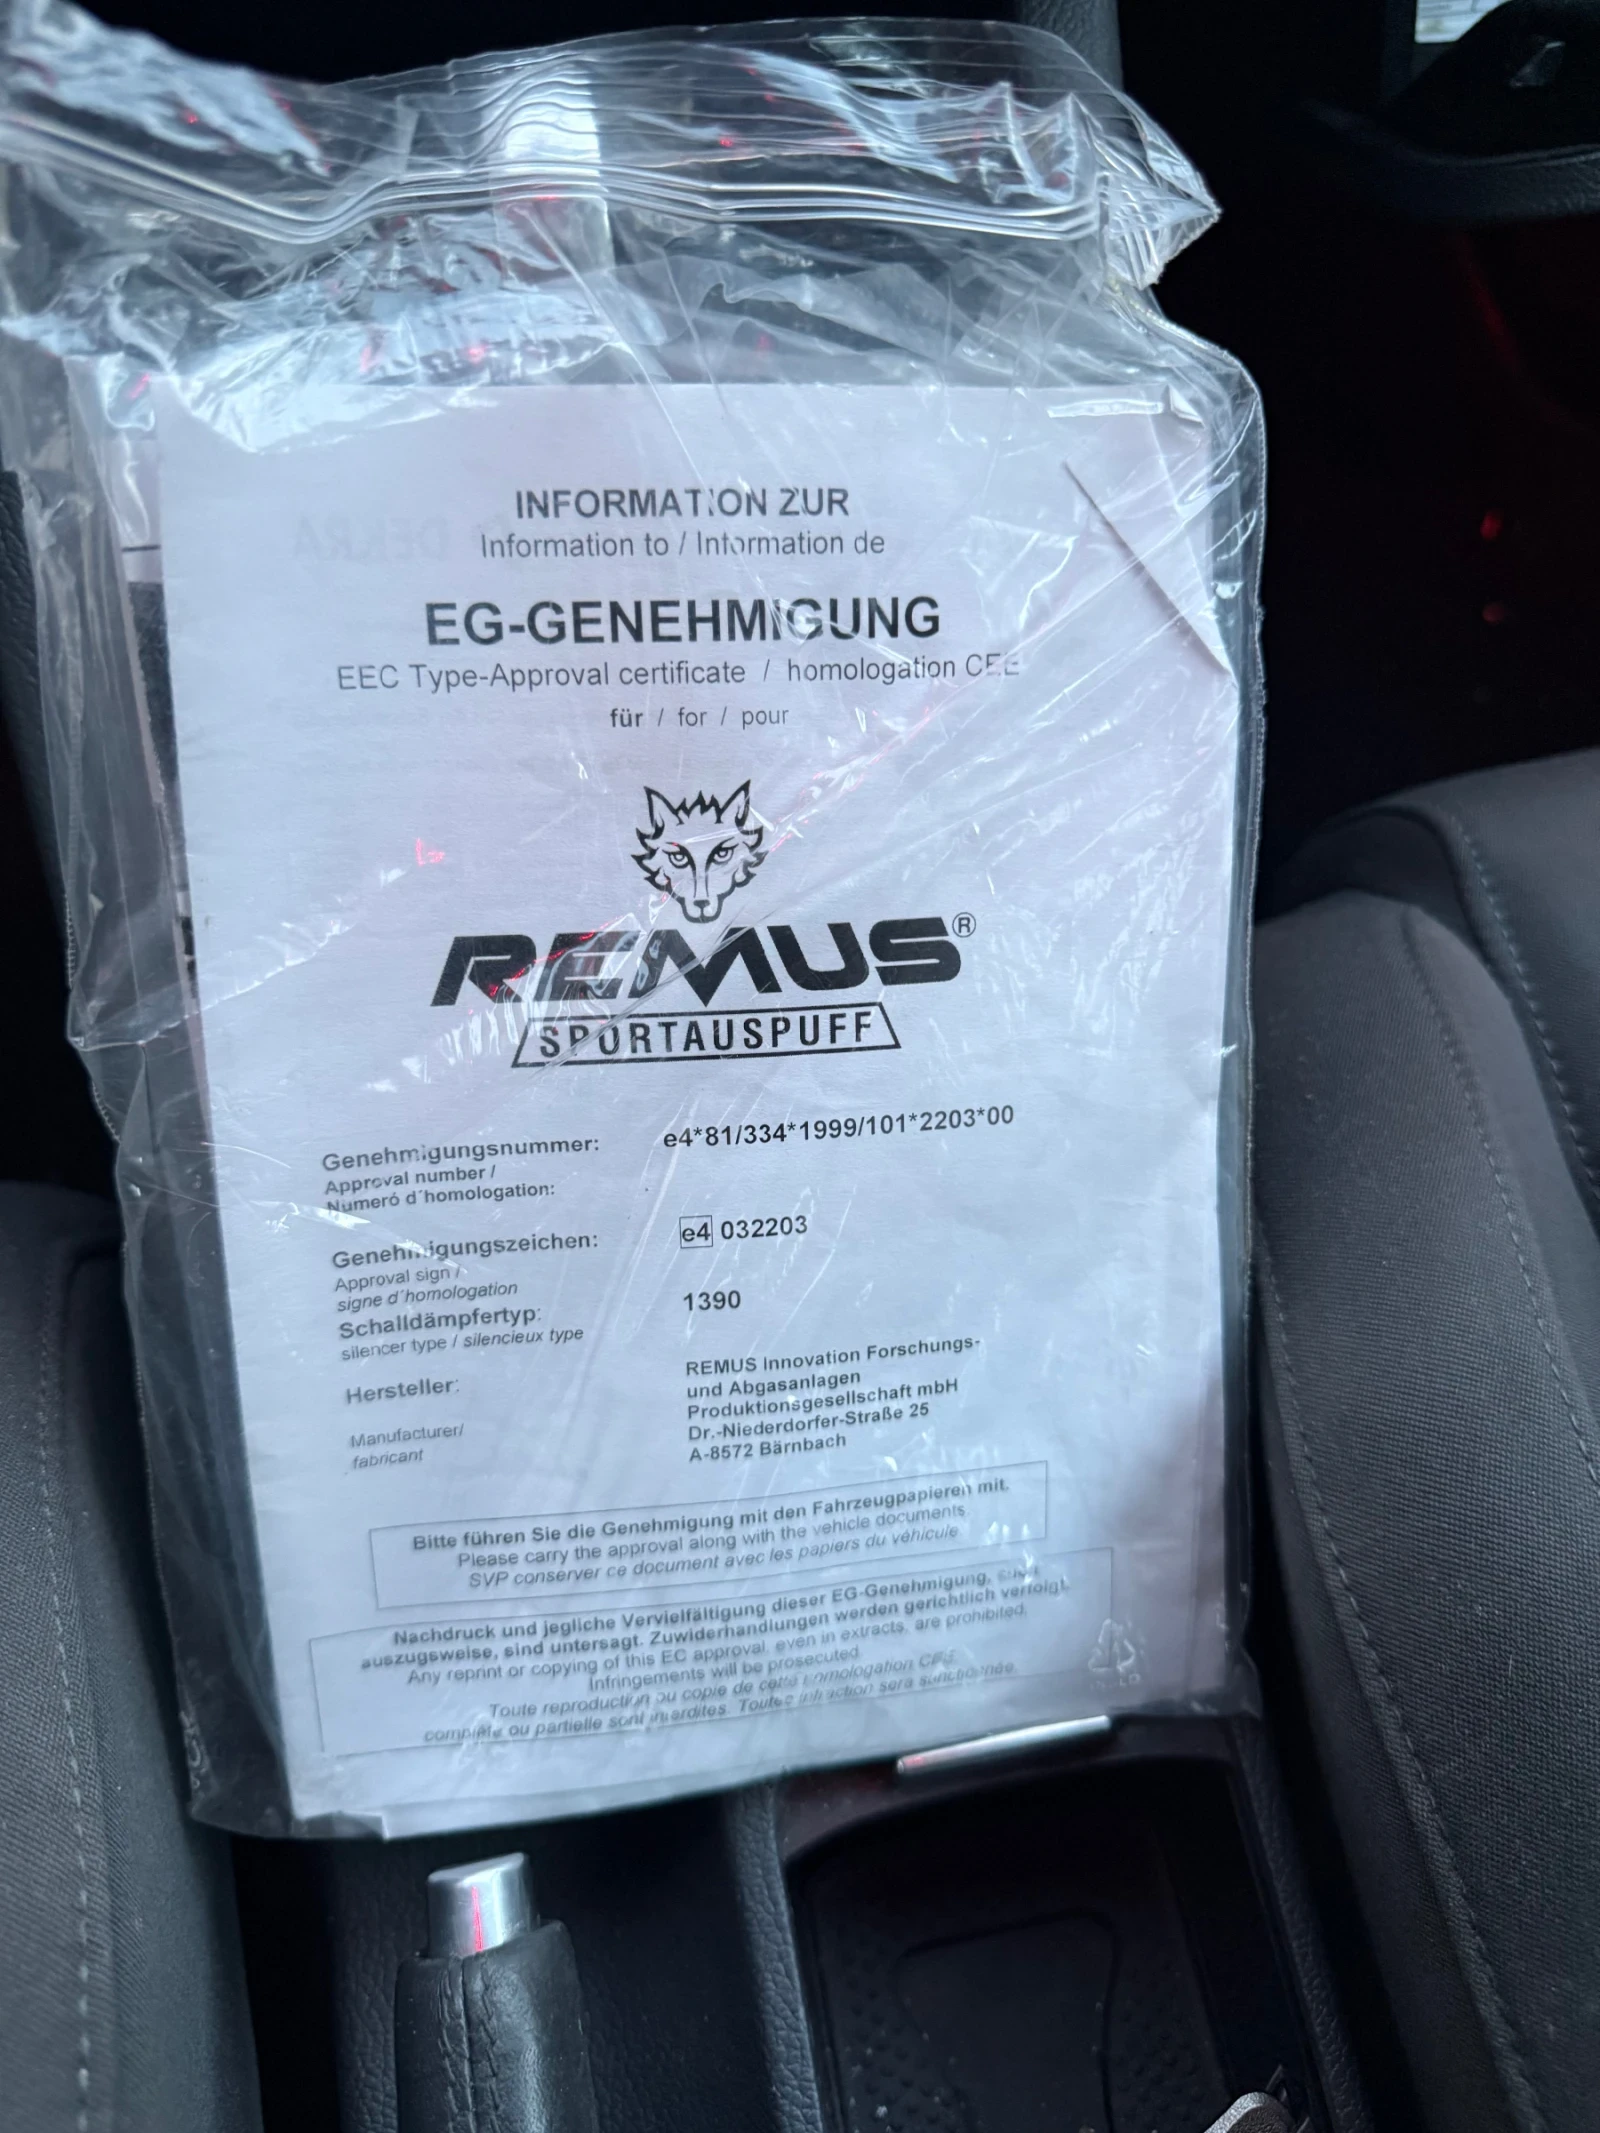 INFORMATION ZUR
Information to / Information de
EG-GENEHMIGUNG
EEC Type-Approval certificate / homologation CEE
für / for / pour
REMUS®
SPORTAUSPUFF
Genehmigungsnummer: e4*81/334*1999/101*2203*00
Approval number /
Numeró d´homologation:
Genehmigungszeichen: e4 032203
Approval sign /
signe d´homologation
Schalldämpfertyp: 1390
silencer type / silencieux type
Hersteller: REMUS Innovation Forschungs-
und Abgasanlagen
Produktionsgesellschaft mbH
Manufacturer/ Dr.-Niederdorfer-Straße 25
fabricant A-8572 Bärnbach
Bitte führen Sie die Genehmigung mit den Fahrzeugpapieren mit.
Please carry the approval along with the vehicle documents.
SVP conserver ce document avec les papiers du véhicule.
Nachdruck und jegliche Vervielfältigung dieser EG-Genehmigung, auch
auszugsweise, sind untersagt. Zuwiderhandlungen werden gerichtlich verfolgt.
Any reprint or copying of this EC approval, even in extracts, are prohibited.
Infringements will be prosecuted.
Toute reproduction ou copie de cette homologation CEE
complète ou partielle sont interdites. Toutes infraction sera sanctionnée.